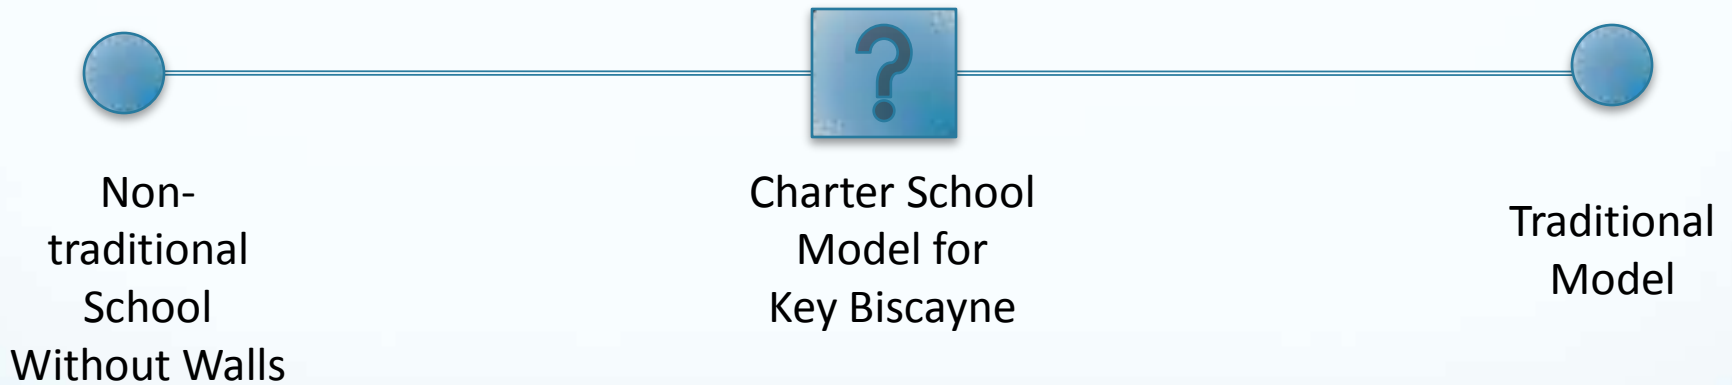 ?
Non-
traditional
School
Without Walls
Charter School
Model for
Key Biscayne
Traditional
Model